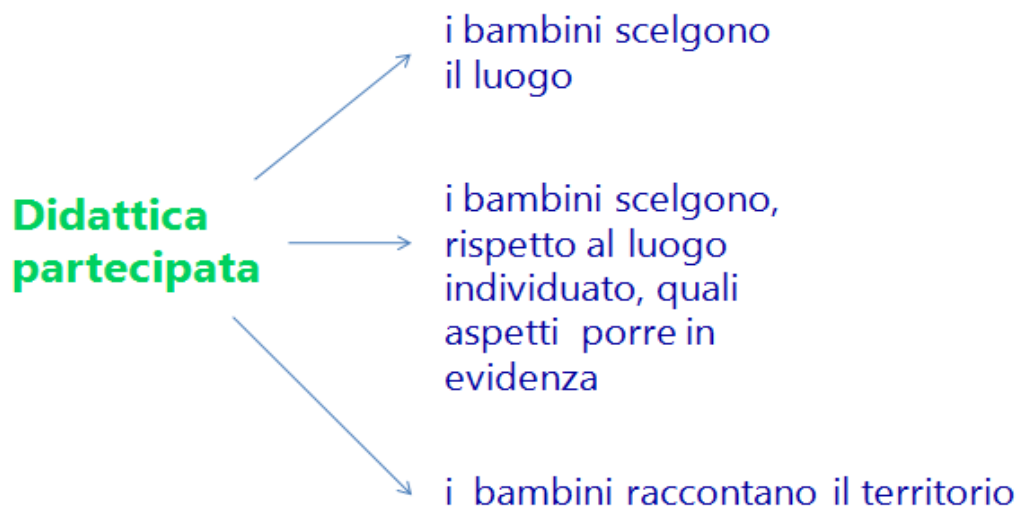 i bambini scelgono
il luogo
Didattica
partecipata
i bambini scelgono,
rispetto al luogo
individuato, quali
aspetti porre in
evidenza
i bambini raccontano il territorio